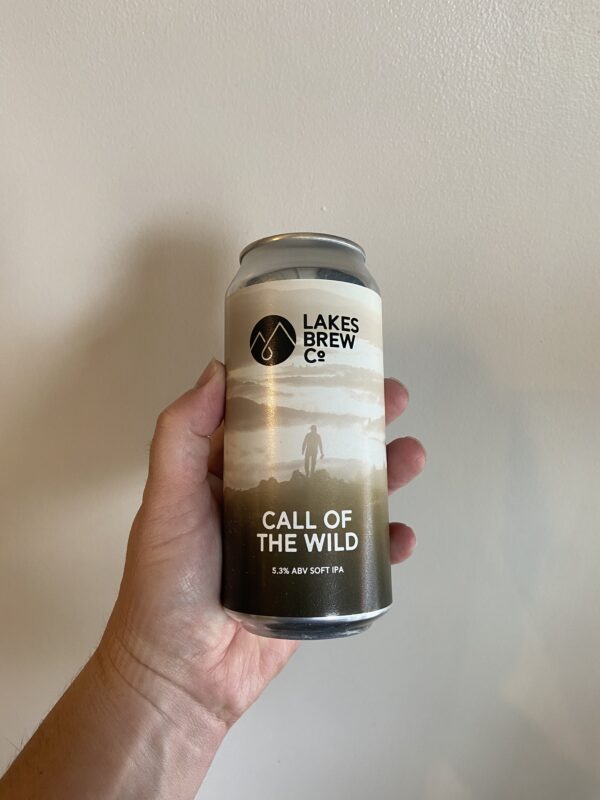 LAKES
BREW
Cº
CALL OF
THE WILD
5.3% ABV SOFT IPA